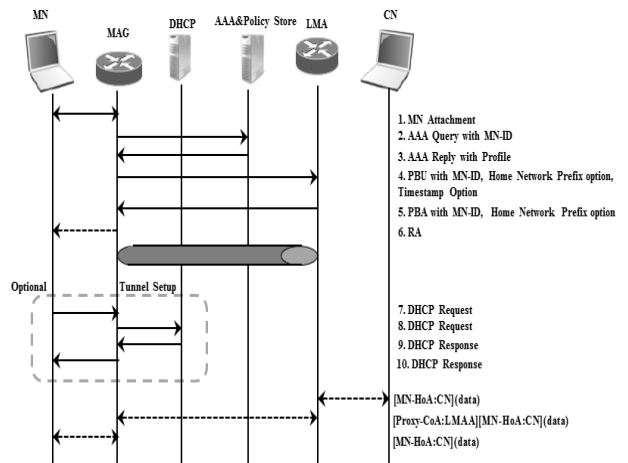 MN
MAG
DHCP
AAA&Policy Store
LMA
CN
1. MN Attachment
2. AAA Query with MN-ID
3. AAA Reply with Profile
4. PBU with MN-ID, Home Network Prefix option,
Timestamp Option
5. PBA with MN-ID, Home Network Prefix option
6. RA
Optional
Tunnel Setup
7. DHCP Request
8. DHCP Request
9. DHCP Response
10. DHCP Response
[MN-HoA:CN](data)
[Proxy-CoA:LMAA][MN-HoA:CN](data)
[MN-HoA:CN](data)